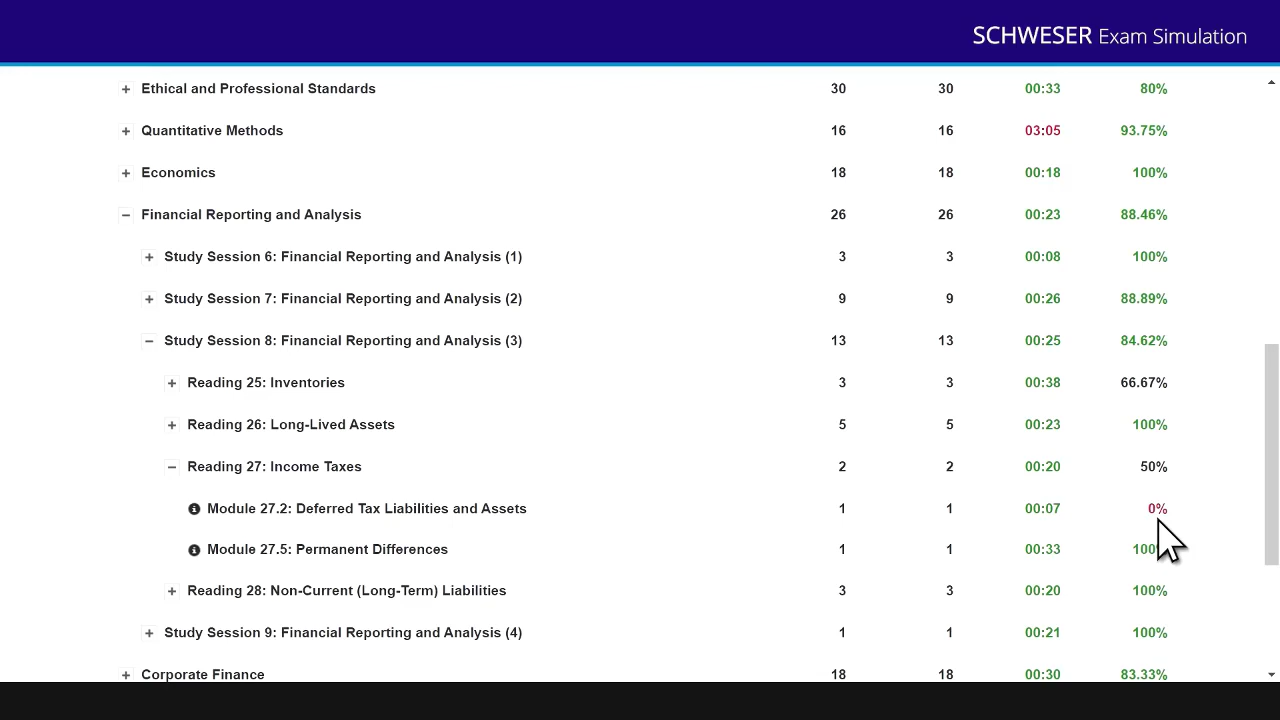 SCHWESER Exam Simulation
+ Ethical and Professional Standards 30 30 00:33 80%
+ Quantitative Methods 16 16 03:05 93.75%
+ Economics 18 18 00:18 100%
− Financial Reporting and Analysis 26 26 00:23 88.46%
+ Study Session 6: Financial Reporting and Analysis (1) 3 3 00:08 100%
+ Study Session 7: Financial Reporting and Analysis (2) 9 9 00:26 88.89%
− Study Session 8: Financial Reporting and Analysis (3) 13 13 00:25 84.62%
+ Reading 25: Inventories 3 3 00:38 66.67%
+ Reading 26: Long-Lived Assets 5 5 00:23 100%
− Reading 27: Income Taxes 2 2 00:20 50%
Module 27.2: Deferred Tax Liabilities and Assets 1 1 00:07 0%
Module 27.5: Permanent Differences 1 1 00:33 100%
+ Reading 28: Non-Current (Long-Term) Liabilities 3 3 00:20 100%
+ Study Session 9: Financial Reporting and Analysis (4) 1 1 00:21 100%
+ Corporate Finance 18 18 00:30 83.33%